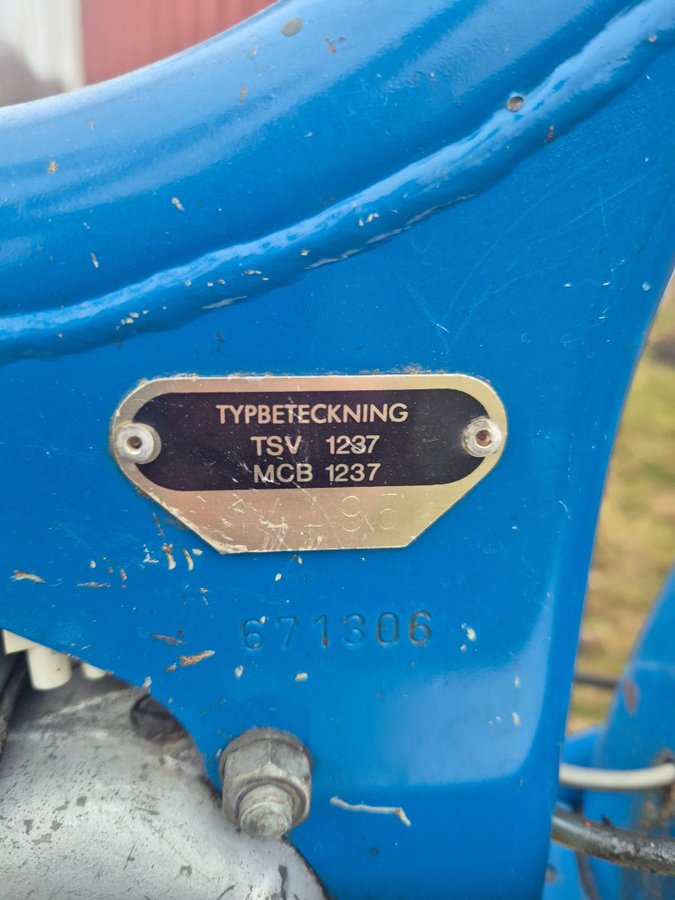 TYPBETECKNING
TSV 1237
MCB 1237
671306